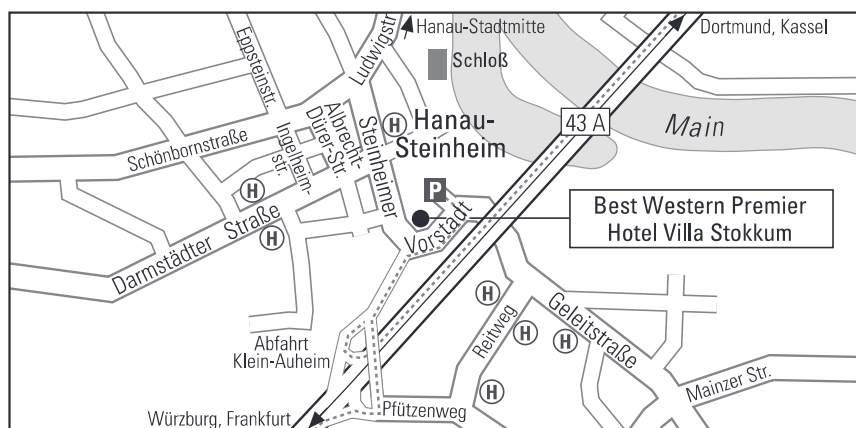 Hanau-Stadtmitte
Dortmund, Kassel
Eppsteinstr.
Ludwigstr.
Schloß
43 A
Main
H
Hanau-
Steinheim
Schönbornstraße
Ingelheim-
str.
Albrecht-
Dürer-Str.
Steinheimer
Vorstadt
P
H
H
Darmstädter Straße
Best Western Premier
Hotel Villa Stokkum
H
Reitweg
H
H
Geleitstraße
Abfahrt
Klein-Auheim
H
Mainzer Str.
Pfützenweg
Würzburg, Frankfurt